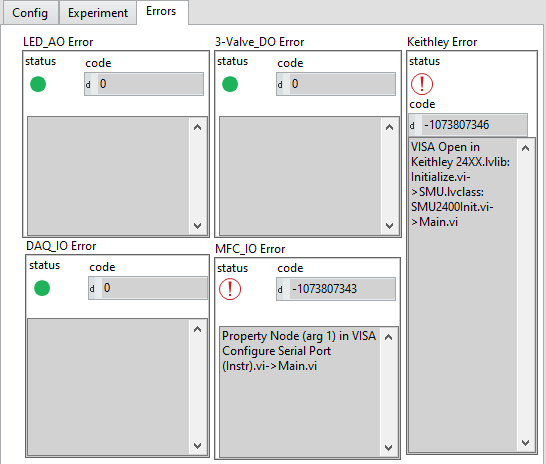 Config Experiment Errors
LED_AO Error
status code
d 0
3-Valve_DO Error
status code
d 0
Keithley Error
status
code
d -1073807346
VISA Open in
Keithley 24XX.lvlib:
Initialize.vi-
>SMU.lvclass:
SMU2400Init.vi-
>Main.vi
DAQ_IO Error
status code
d 0
MFC_IO Error
status code
d -1073807343
Property Node (arg 1) in VISA
Configure Serial Port
(Instr).vi->Main.vi